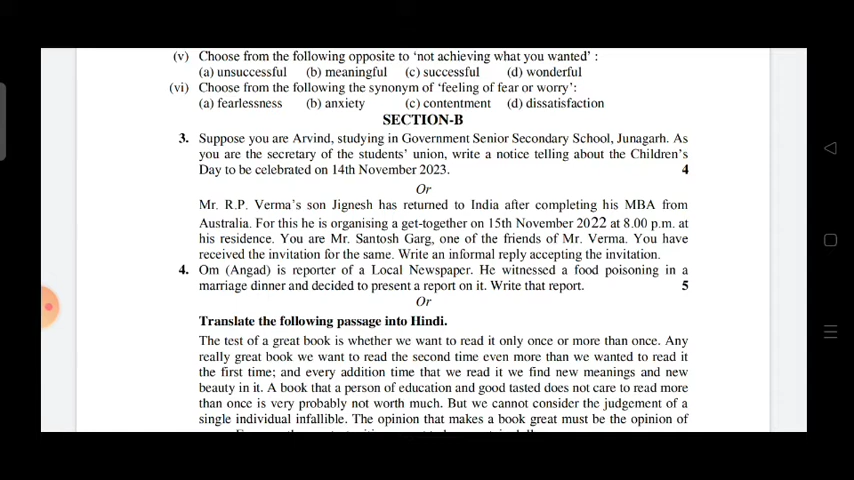 (v) Choose from the following opposite to ‘not achieving what you wanted’ :
(a) unsuccessful (b) meaningful (c) successful (d) wonderful
(vi) Choose from the following the synonym of ‘feeling of fear or worry’:
(a) fearlessness (b) anxiety (c) contentment (d) dissatisfaction
SECTION-B
3. Suppose you are Arvind, studying in Government Senior Secondary School, Junagarh. As
you are the secretary of the students’ union, write a notice telling about the Children’s
Day to be celebrated on 14th November 2023. 4
Or
Mr. R.P. Verma’s son Jignesh has returned to India after completing his MBA from
Australia. For this he is organising a get-together on 15th November 2022 at 8.00 p.m. at
his residence. You are Mr. Santosh Garg, one of the friends of Mr. Verma. You have
received the invitation for the same. Write an informal reply accepting the invitation.
4. Om (Angad) is reporter of a Local Newspaper. He witnessed a food poisoning in a
marriage dinner and decided to present a report on it. Write that report. 5
Or
Translate the following passage into Hindi.
The test of a great book is whether we want to read it only once or more than once. Any
really great book we want to read the second time even more than we wanted to read it
the first time; and every addition time that we read it we find new meanings and new
beauty in it. A book that a person of education and good tasted does not care to read more
than once is very probably not worth much. But we cannot consider the judgement of a
single individual infallible. The opinion that makes a book great must be the opinion of